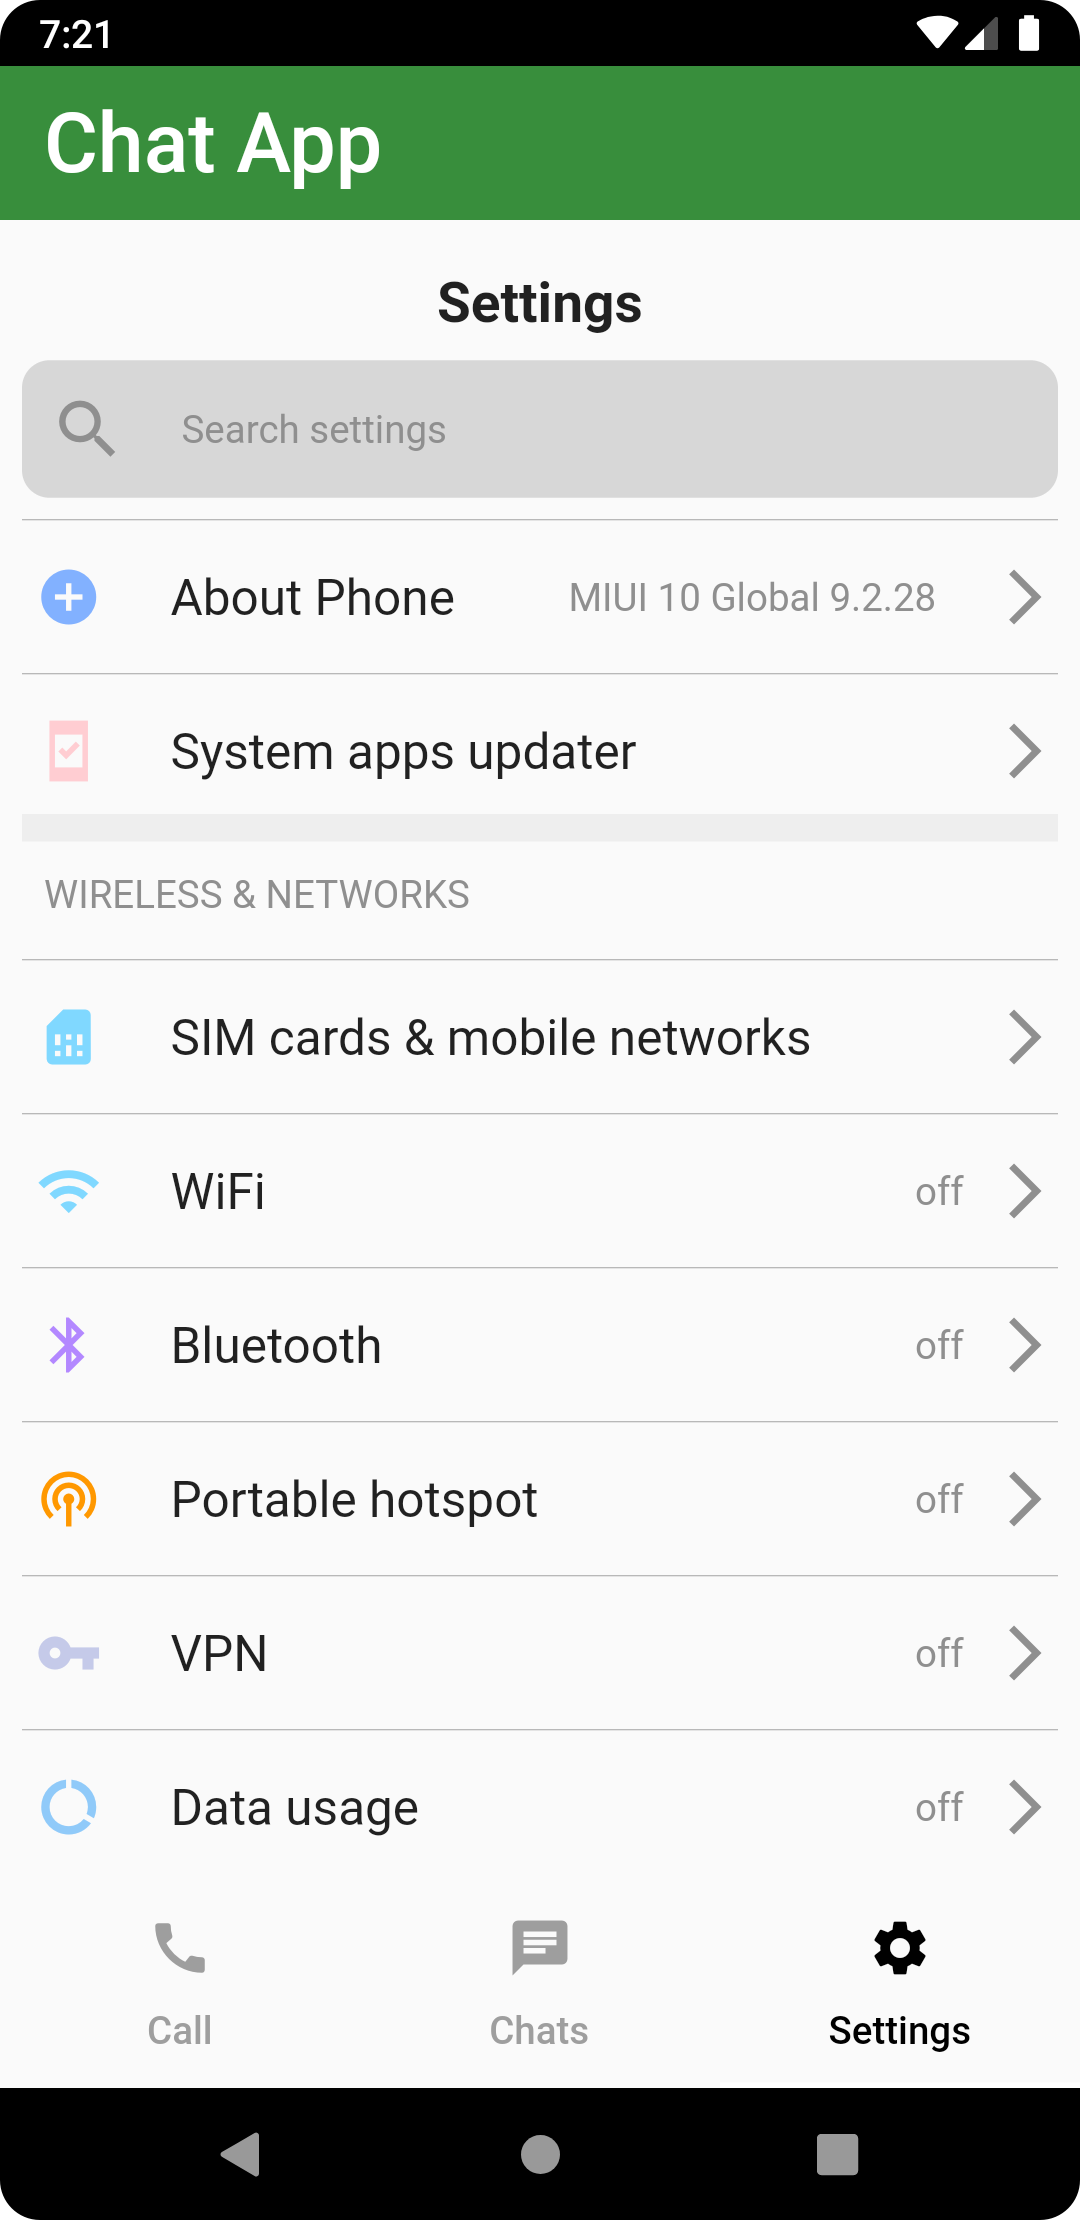 7:21
Chat App
Settings
Search settings
About Phone MIUI 10 Global 9.2.28
System apps updater
WIRELESS & NETWORKS
SIM cards & mobile networks
WiFi off
Bluetooth off
Portable hotspot off
VPN off
Data usage off
Call Chats Settings